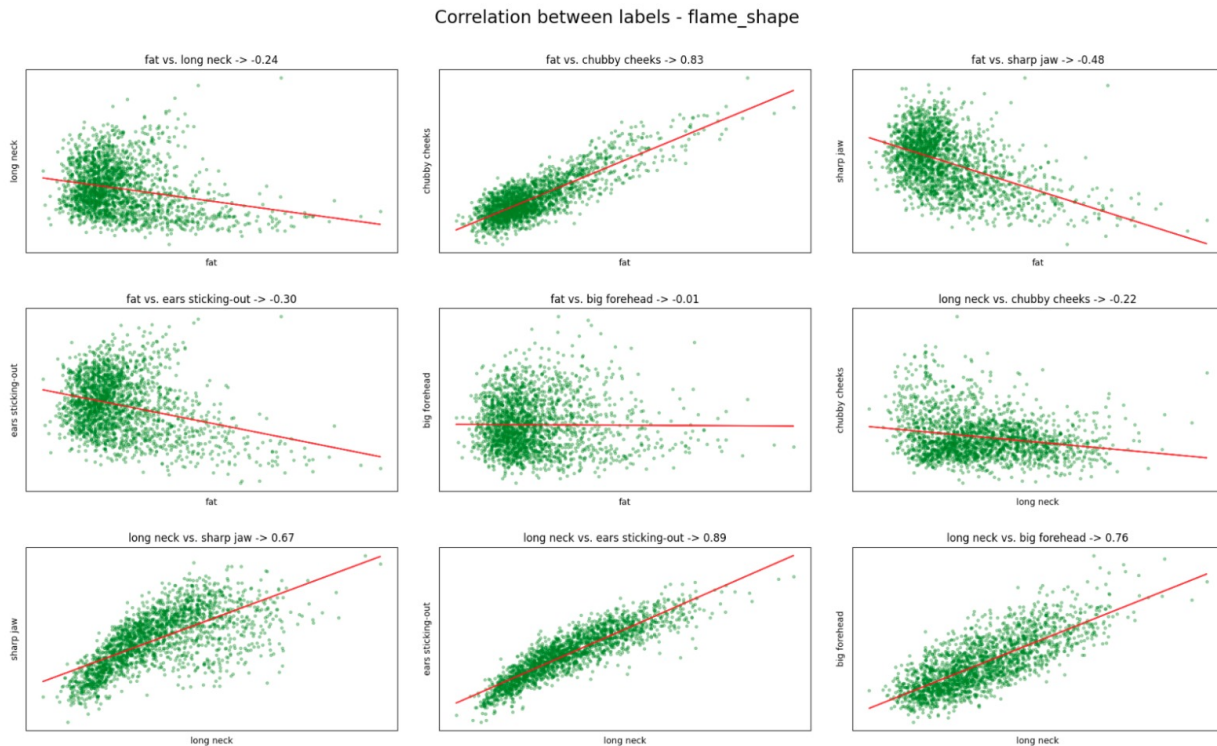 Correlation between labels - flame_shape
fat vs. long neck -> -0.24
long neck
fat
fat vs. chubby cheeks -> 0.83
chubby cheeks
fat
fat vs. sharp jaw -> -0.48
sharp jaw
fat
fat vs. ears sticking-out -> -0.30
ears sticking-out
fat
fat vs. big forehead -> -0.01
big forehead
fat
long neck vs. chubby cheeks -> -0.22
chubby cheeks
long neck
long neck vs. sharp jaw -> 0.67
sharp jaw
long neck
long neck vs. ears sticking-out -> 0.89
ears sticking-out
long neck
long neck vs. big forehead -> 0.76
big forehead
long neck